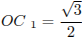 OC₁ = √3/2